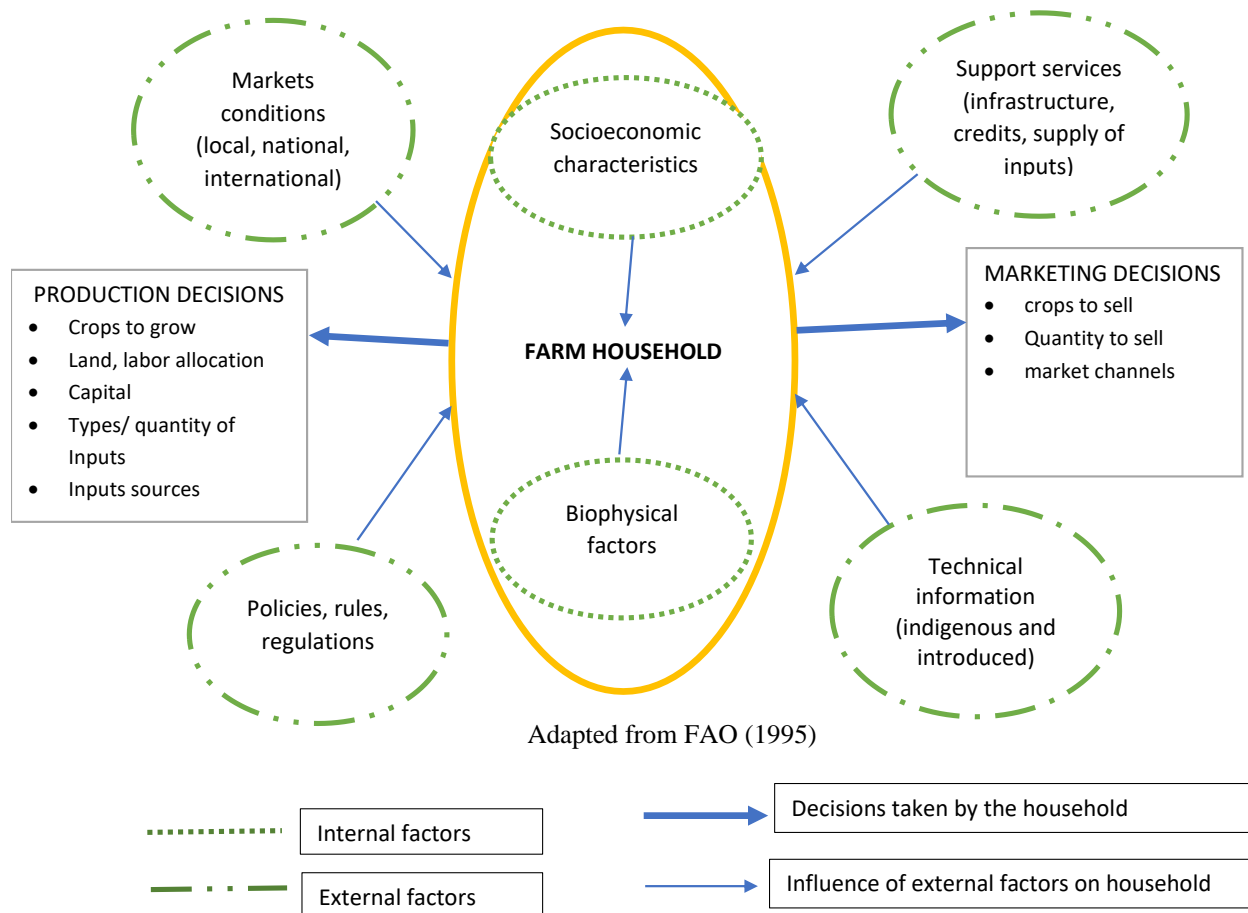 Markets
conditions
(local, national,
international)
Socioeconomic
characteristics
Support services
(infrastructure,
credits, supply of
inputs)
PRODUCTION DECISIONS
• Crops to grow
• Land, labor allocation
• Capital
• Types/ quantity of
Inputs
• Inputs sources
FARM HOUSEHOLD
MARKETING DECISIONS
• crops to sell
• Quantity to sell
• market channels
Policies, rules,
regulations
Biophysical
factors
Technical
information
(indigenous and
introduced)
Adapted from FAO (1995)
Internal factors
Decisions taken by the household
External factors
Influence of external factors on household